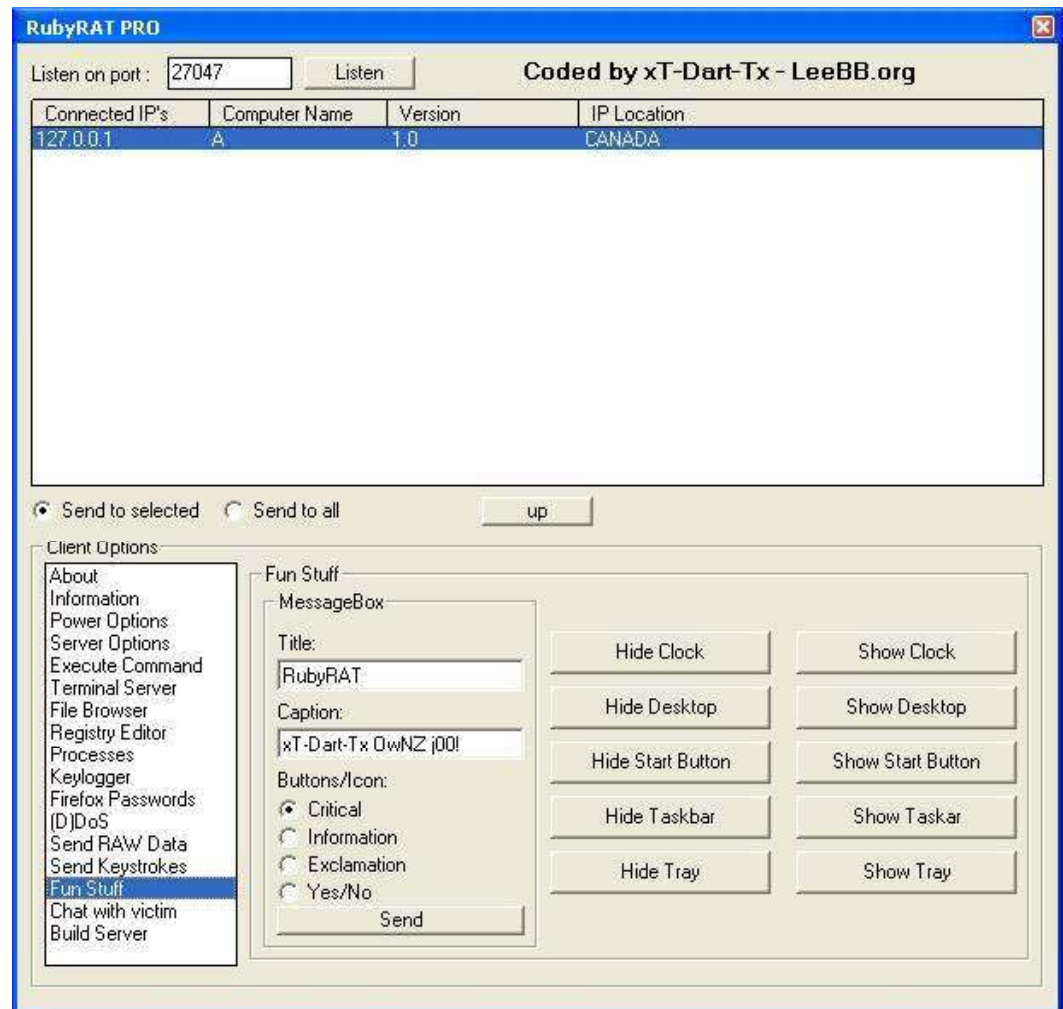 RubyRAT PRO
Listen on port : 27047 Listen Coded by xT-Dart-Tx - LeeBB.org
Connected IP's Computer Name Version IP Location
127.0.0.1 A 1.0 CANADA
Send to selected Send to all up
Client Options
About
Information
Power Options
Server Options
Execute Command
Terminal Server
File Browser
Registry Editor
Processes
Keylogger
Firefox Passwords
(D)DoS
Send RAW Data
Send Keystrokes
Fun Stuff
Chat with victim
Build Server
Fun Stuff
MessageBox
Title:
RubyRAT
Caption:
xT-Dart-Tx OwNZ j00!
Buttons/Icon:
Critical
Information
Exclamation
Yes/No
Send
Hide Clock Show Clock
Hide Desktop Show Desktop
Hide Start Button Show Start Button
Hide Taskbar Show Taskar
Hide Tray Show Tray